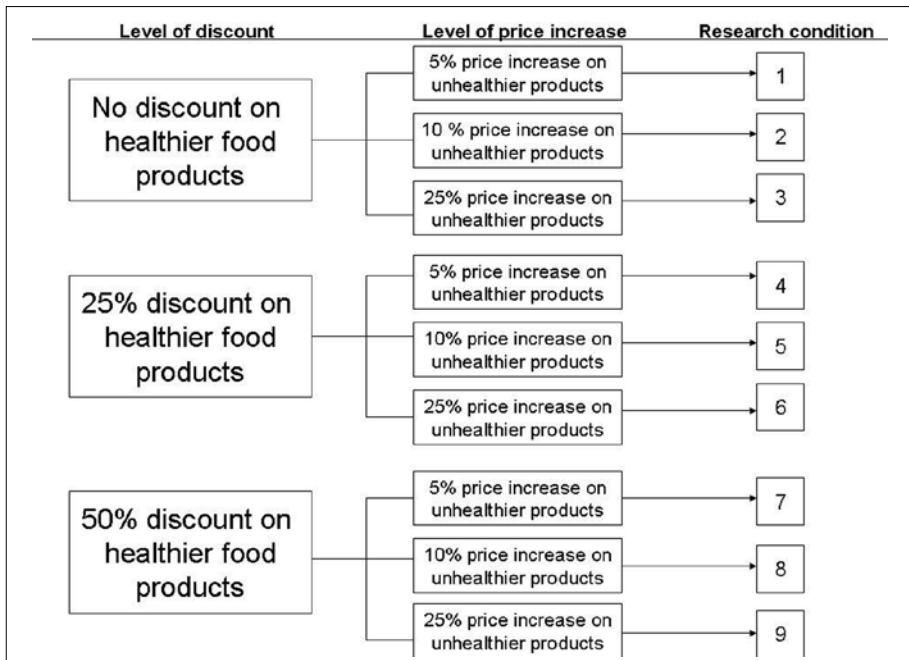 Level of discount Level of price increase Research condition
No discount on
healthier food
products
5% price increase on
unhealthier products
1
10 % price increase on
unhealthier products
2
25% price increase on
unhealthier products
3
25% discount on
healthier food
products
5% price increase on
unhealthier products
4
10% price increase on
unhealthier products
5
25% price increase on
unhealthier products
6
50% discount on
healthier food
products
5% price increase on
unhealthier products
7
10% price increase on
unhealthier products
8
25% price increase on
unhealthier products
9